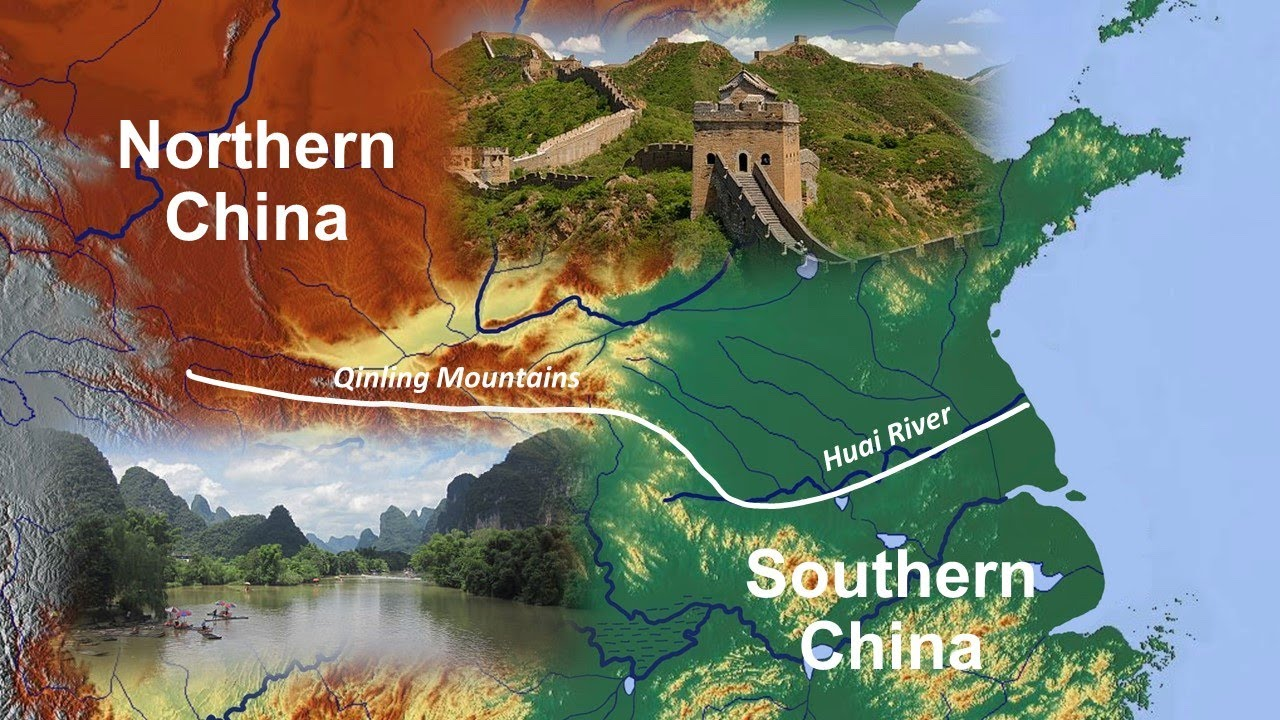 Northern
China
Qinling Mountains
Huai River
Southern
China